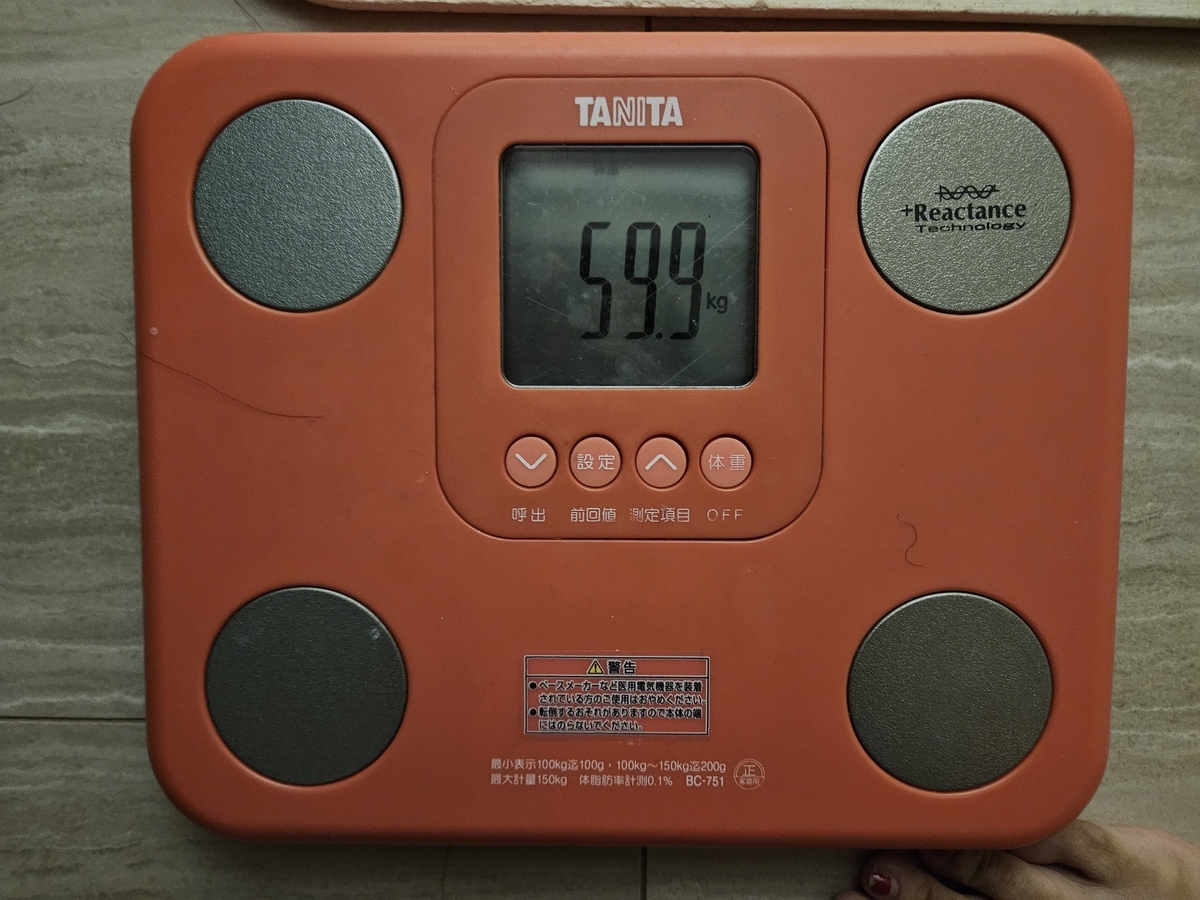 TANITA
+Reactance
Technology
59.9kg
設定
体重
呼出 前回値 測定項目 OFF
警告
●ペースメーカーなど医用電気機器を装着
されている方のご使用はおやめください。
●転倒するおそれがありますので本体の端
にはのらないでください。
最小表示100kg迄100g・100kg〜150kg迄200g
最大計量150kg 体脂肪率計測0.1% BC-751
正
家庭用